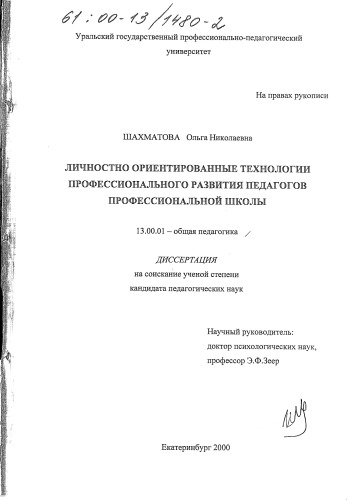 61:00-13/1480-2
Уральский государственный профессионально-педагогический
университет
На правах рукописи
ШАХМАТОВА Ольга Николаевна
ЛИЧНОСТНО ОРИЕНТИРОВАННЫЕ ТЕХНОЛОГИИ
ПРОФЕССИОНАЛЬНОГО РАЗВИТИЯ ПЕДАГОГОВ
ПРОФЕССИОНАЛЬНОЙ ШКОЛЫ
13.00.01 – общая педагогика
ДИССЕРТАЦИЯ
на соискание ученой степени
кандидата педагогических наук
Научный руководитель:
доктор психологических наук,
профессор Э.Ф.Зеер
Екатеринбург 2000